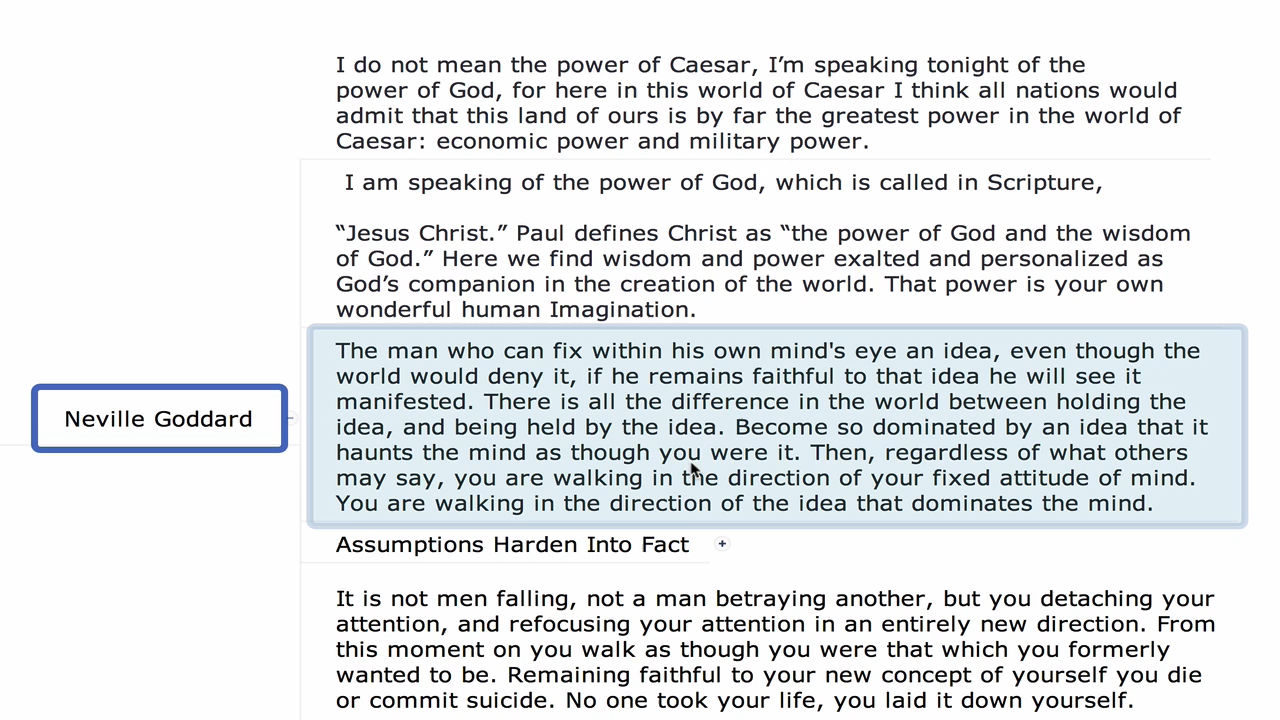 I do not mean the power of Caesar, I’m speaking tonight of the
power of God, for here in this world of Caesar I think all nations would
admit that this land of ours is by far the greatest power in the world of
Caesar: economic power and military power.
I am speaking of the power of God, which is called in Scripture,
“Jesus Christ.” Paul defines Christ as “the power of God and the wisdom
of God.” Here we find wisdom and power exalted and personalized as
God’s companion in the creation of the world. That power is your own
wonderful human Imagination.
The man who can fix within his own mind's eye an idea, even though the
world would deny it, if he remains faithful to that idea he will see it
manifested. There is all the difference in the world between holding the
idea, and being held by the idea. Become so dominated by an idea that it
haunts the mind as though you were it. Then, regardless of what others
may say, you are walking in the direction of your fixed attitude of mind.
You are walking in the direction of the idea that dominates the mind.
Neville Goddard
Assumptions Harden Into Fact
It is not men falling, not a man betraying another, but you detaching your
attention, and refocusing your attention in an entirely new direction. From
this moment on you walk as though you were that which you formerly
wanted to be. Remaining faithful to your new concept of yourself you die
or commit suicide. No one took your life, you laid it down yourself.